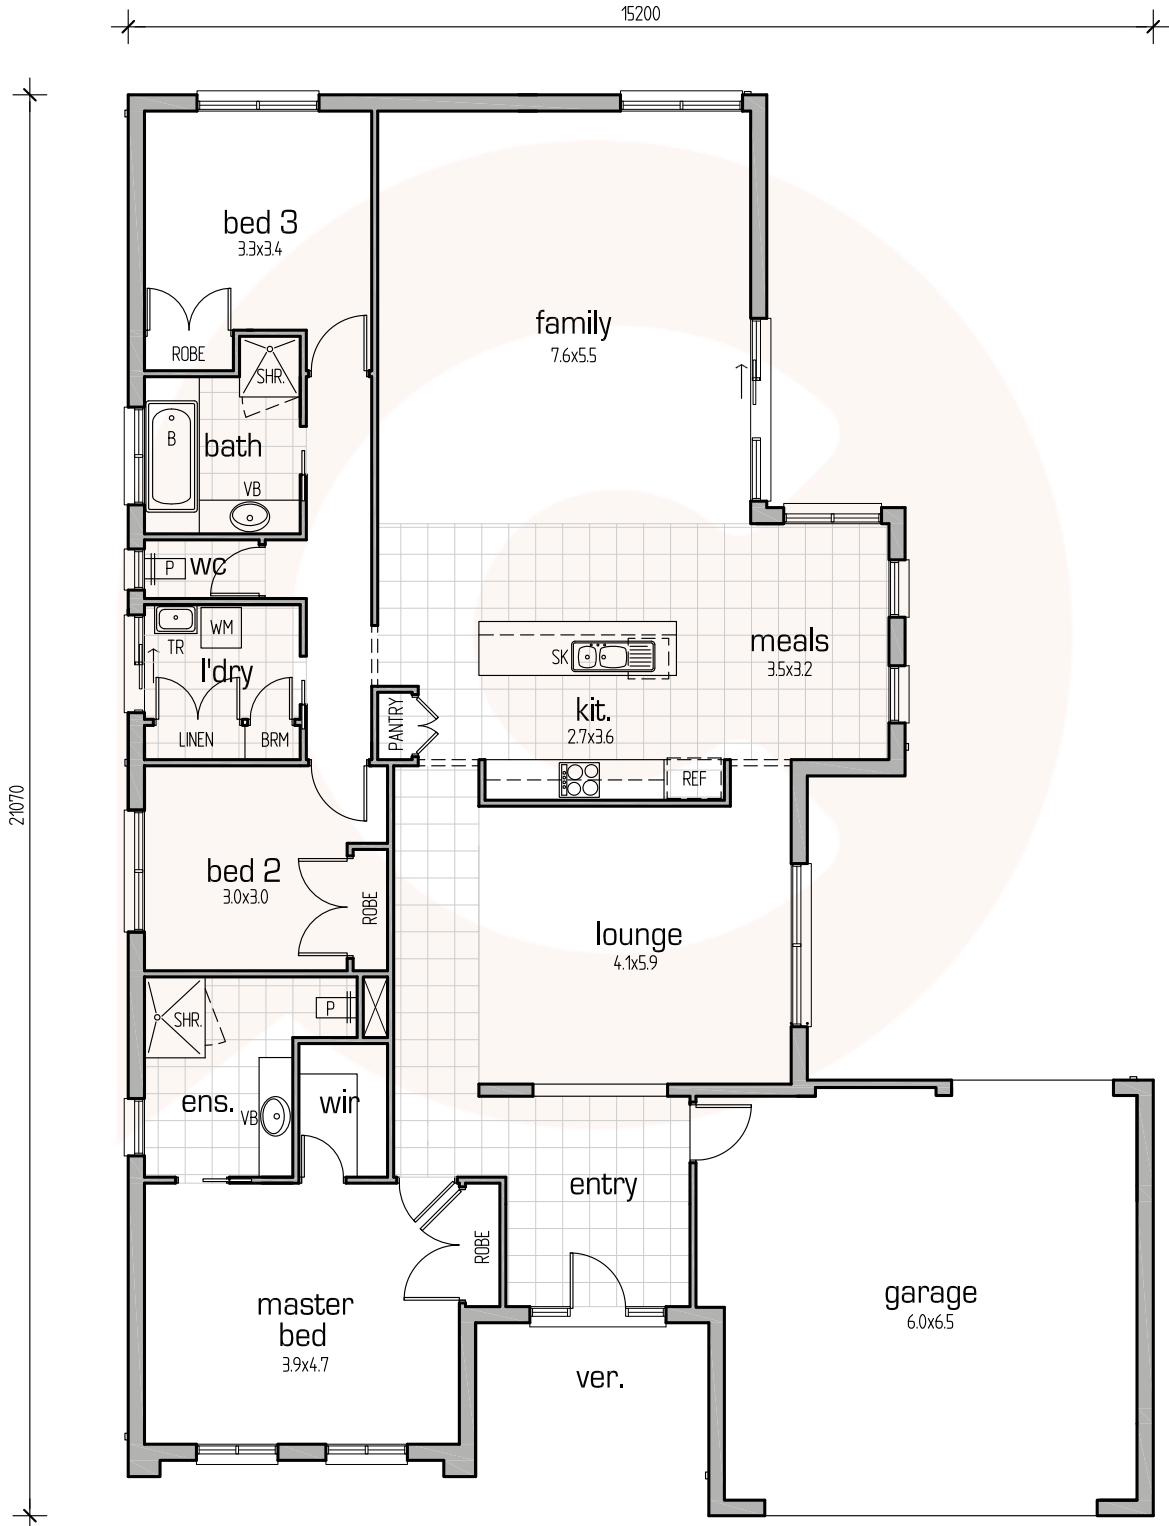 15200
21070
bed 3
3.3x3.4
ROBE
SHR.
family
7.6x5.5
B
bath
VB
P
wc
TR
WM
l'dry
LINEN
BRM
PANTRY
SK
kit.
2.7x3.6
meals
3.5x3.2
REF
bed 2
3.0x3.0
ROBE
lounge
4.1x5.9
SHR.
P
ens.
VB
wir
entry
ROBE
master
bed
3.9x4.7
ver.
garage
6.0x6.5